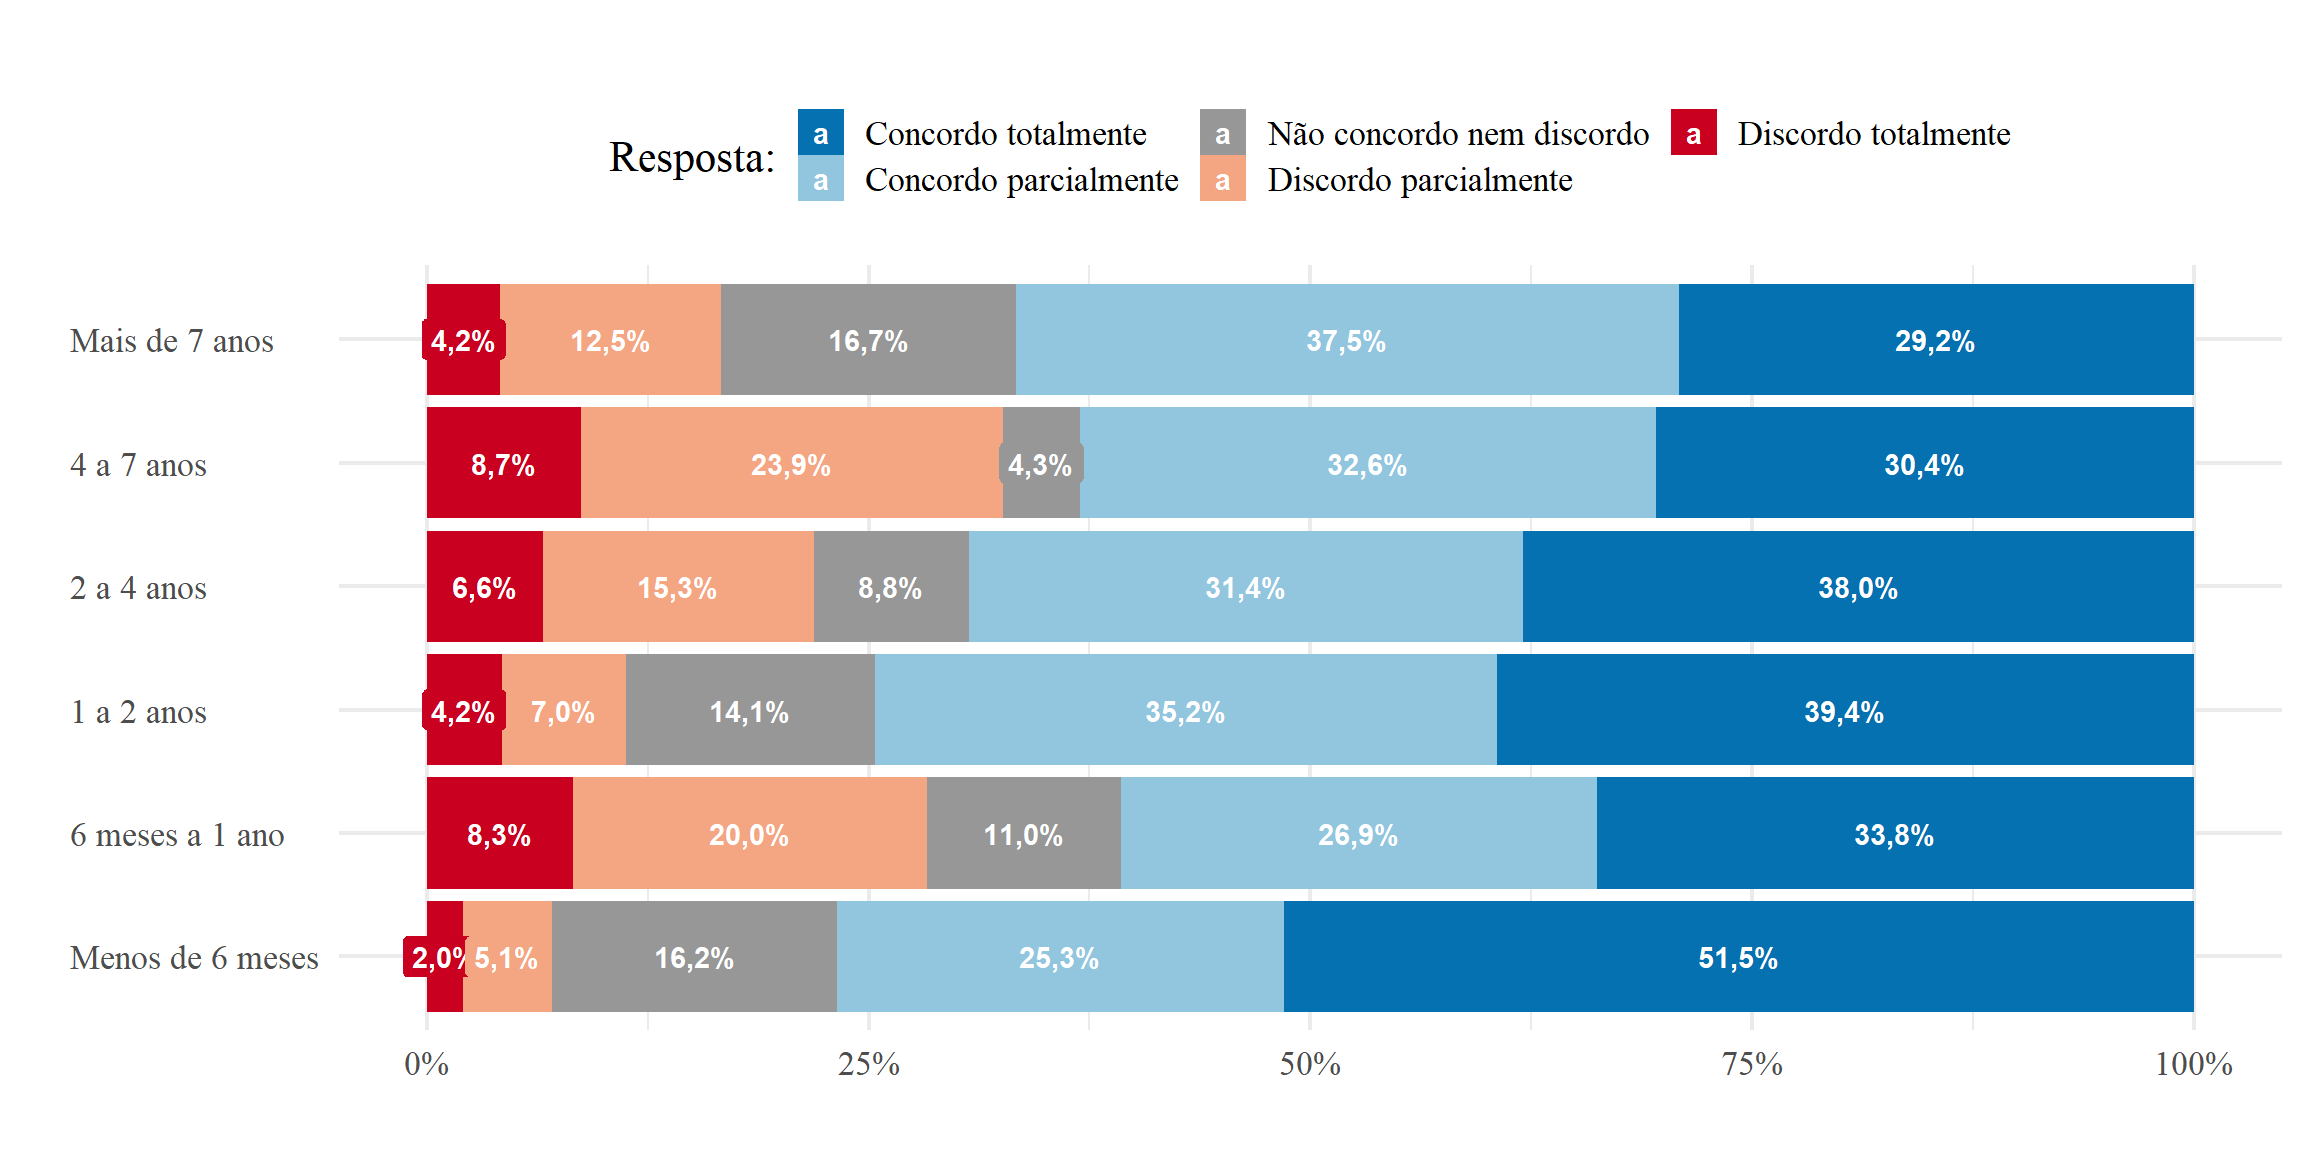 Resposta:
a Concordo totalmente a Não concordo nem discordo a Discordo totalmente
a Concordo parcialmente a Discordo parcialmente
Mais de 7 anos 4,2% 12,5% 16,7% 37,5% 29,2%
4 a 7 anos 8,7% 23,9% 4,3% 32,6% 30,4%
2 a 4 anos 6,6% 15,3% 8,8% 31,4% 38,0%
1 a 2 anos 4,2% 7,0% 14,1% 35,2% 39,4%
6 meses a 1 ano 8,3% 20,0% 11,0% 26,9% 33,8%
Menos de 6 meses 2,0% 5,1% 16,2% 25,3% 51,5%
0% 25% 50% 75% 100%